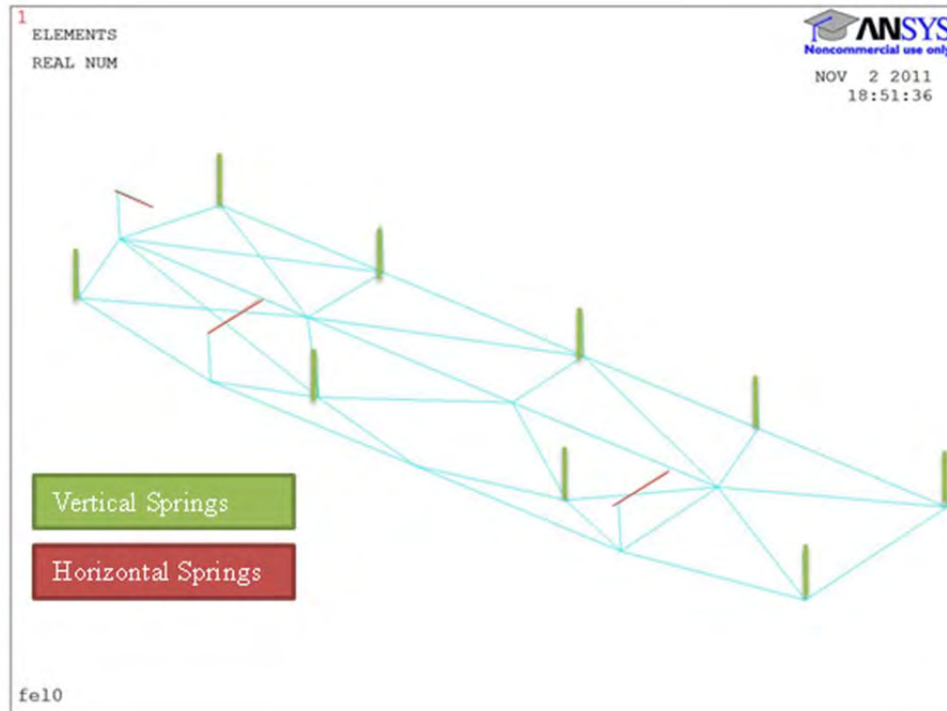 1
ELEMENTS
REAL NUM
ANSYS
Noncommercial use only
NOV 2 2011
18:51:36
Vertical Springs
Horizontal Springs
fel0